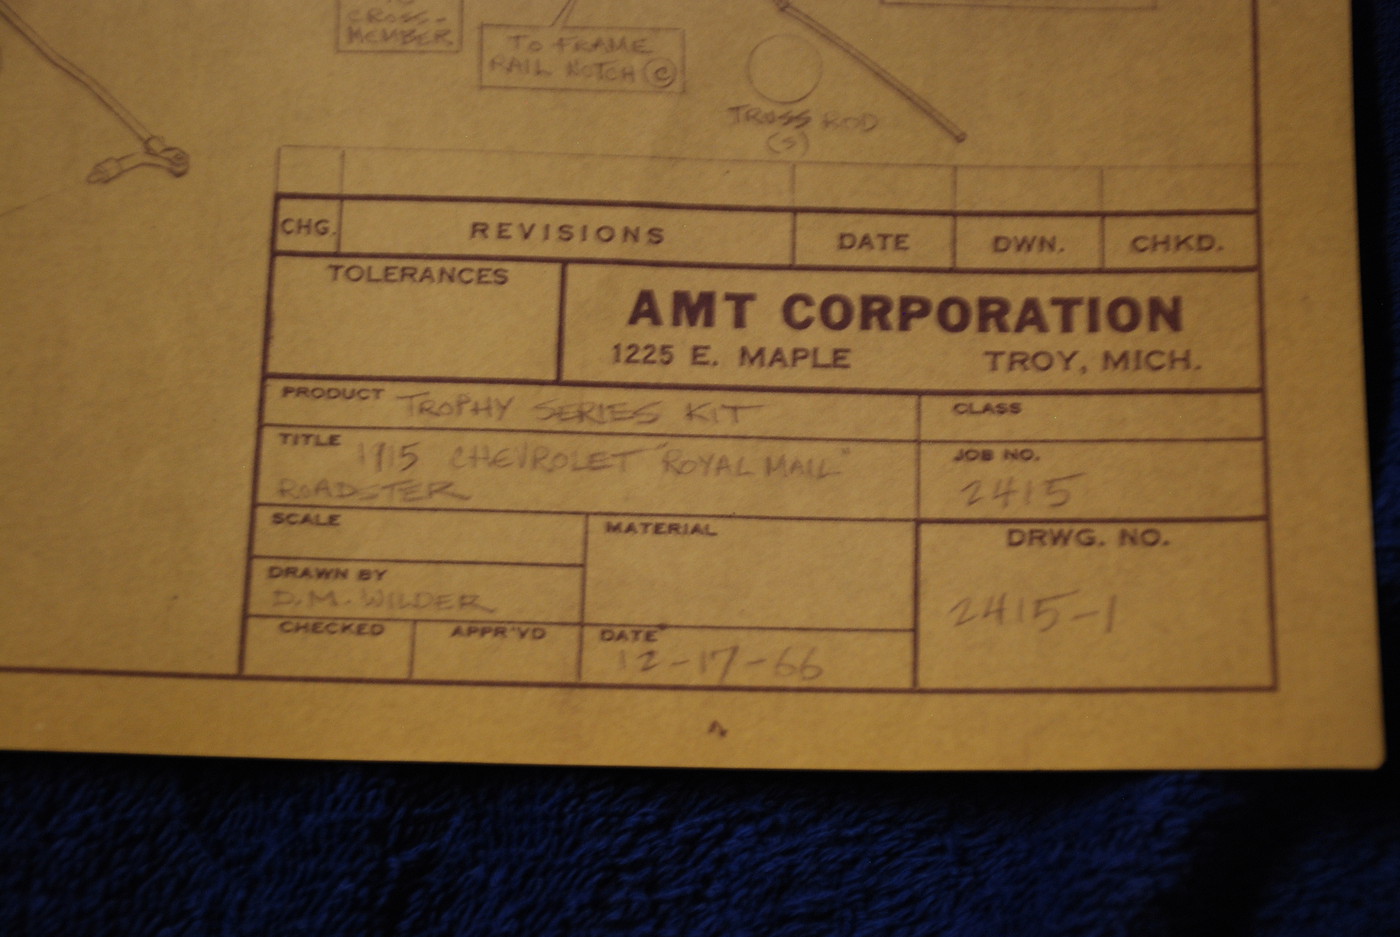 CROSS-
MEMBER
TO FRAME
RAIL NOTCH C
TRUSS ROD
(S)
CHG. REVISIONS DATE DWN. CHKD.
TOLERANCES
AMT CORPORATION
1225 E. MAPLE TROY, MICH.
PRODUCT TROPHY SERIES KIT
CLASS
TITLE 1915 CHEVROLET "ROYAL MAIL"
ROADSTER
JOB NO.
2415
SCALE
MATERIAL
DRWG. NO.
2415-1
DRAWN BY
D.M. WILDER
CHECKED APPR'VD
DATE
12-17-66